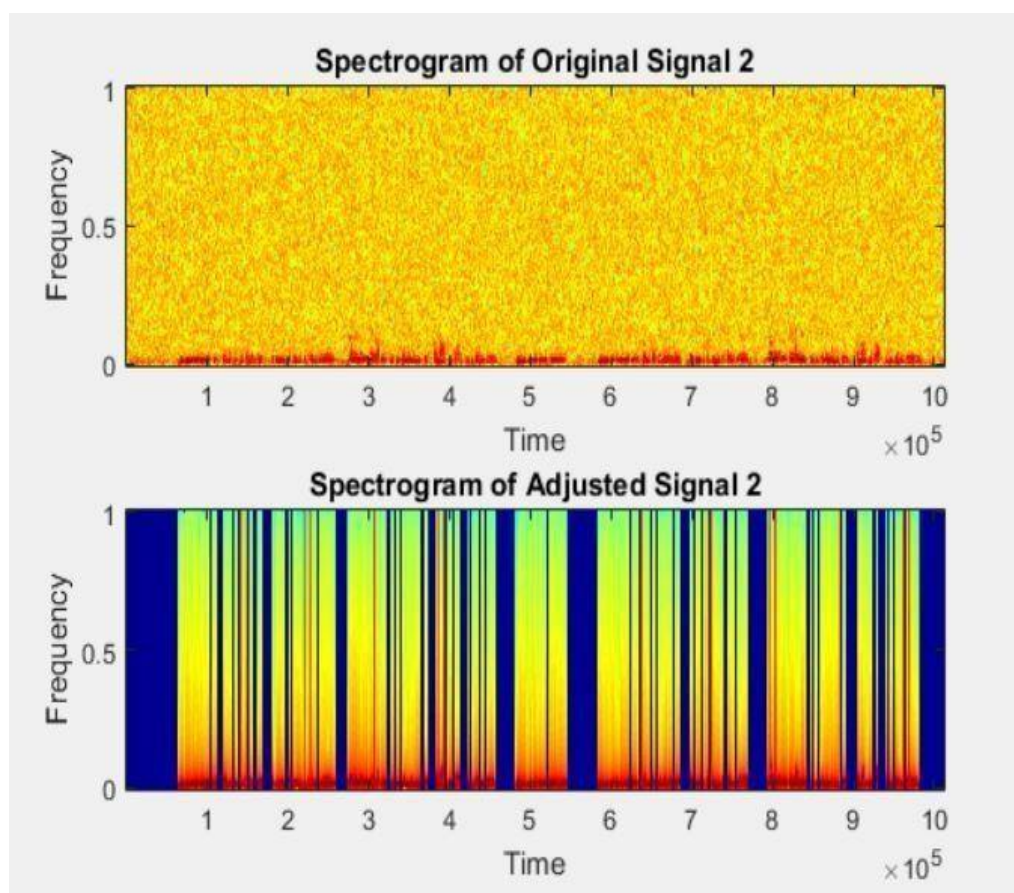 Spectrogram of Original Signal 2
1
0.5
0
Frequency
1 2 3 4 5 6 7 8 9 10
Time
×10^5
Spectrogram of Adjusted Signal 2
1
0.5
0
Frequency
1 2 3 4 5 6 7 8 9 10
Time
×10^5